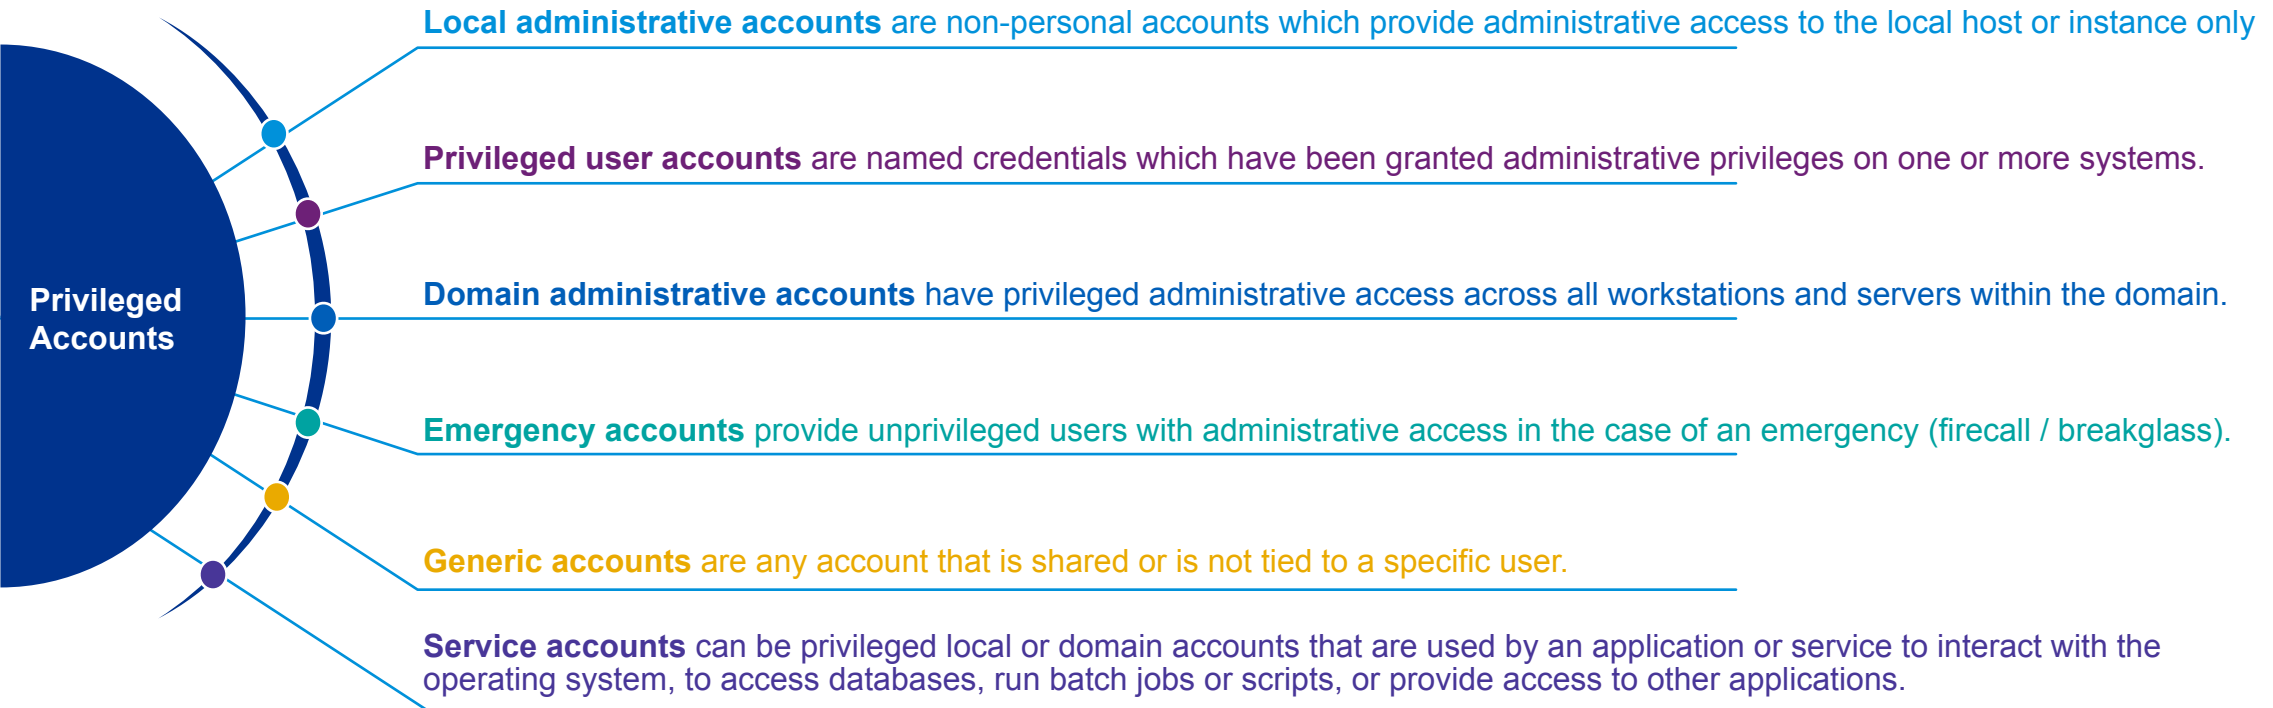 Local administrative accounts are non-personal accounts which provide administrative access to the local host or instance only
Privileged user accounts are named credentials which have been granted administrative privileges on one or more systems.
Privileged
Accounts
Domain administrative accounts have privileged administrative access across all workstations and servers within the domain.
Emergency accounts provide unprivileged users with administrative access in the case of an emergency (firecall / breakglass).
Generic accounts are any account that is shared or is not tied to a specific user.
Service accounts can be privileged local or domain accounts that are used by an application or service to interact with the
operating system, to access databases, run batch jobs or scripts, or provide access to other applications.